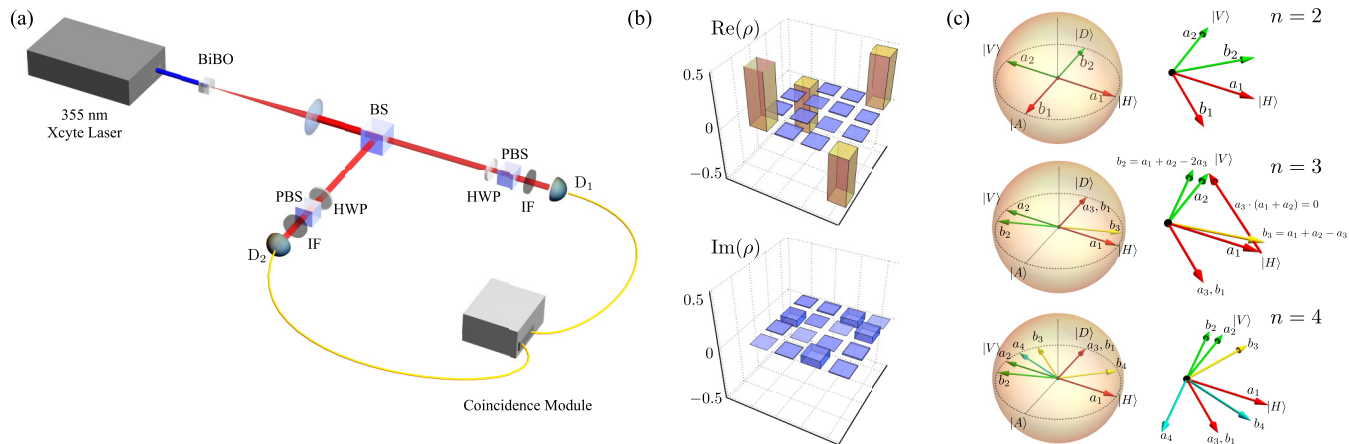 (a)
BiBO
355 nm
Xcyte Laser
BS
PBS
HWP
IF
D1
PBS
HWP
IF
D2
Coincidence Module
(b)
Re(ρ)
0.5
0
−0.5
Im(ρ)
0.5
0
−0.5
(c)
n = 2
|V⟩
|D⟩
a2
b2
a1
|H⟩
b1
|A⟩
|V⟩
a2
b2
a1
|H⟩
b1
n = 3
|V⟩
|D⟩
a2
a3, b1
b2
b3
a1
|H⟩
|A⟩
b2 = a1 + a2 − 2a3
|V⟩
a2
a3 · (a1 + a2) = 0
b3 = a1 + a2 − a3
a1
|H⟩
a3, b1
n = 4
|V⟩
|D⟩
a4
b3
a3, b1
a2
b4
b2
a1
|H⟩
|A⟩
|V⟩
b2
a2
b3
a1
|H⟩
b4
a4
a3, b1